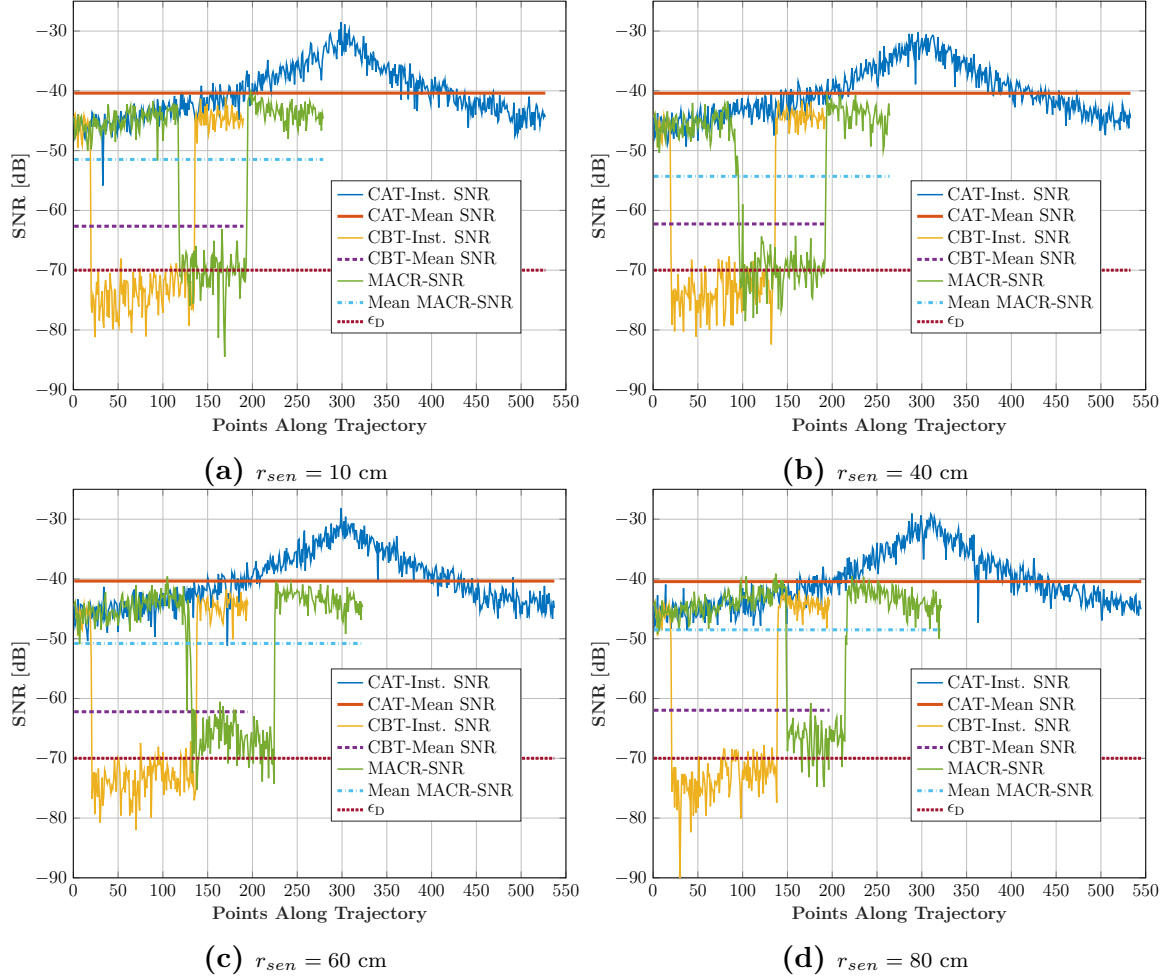 −30
−40
−50
−60
−70
−80
−90
SNR [dB]
0 50 100 150 200 250 300 350 400 450 500 550
Points Along Trajectory
CAT-Inst. SNR
CAT-Mean SNR
CBT-Inst. SNR
CBT-Mean SNR
MACR-SNR
Mean MACR-SNR
ϵ_D
(a) r_sen = 10 cm
−30
−40
−50
−60
−70
−80
−90
SNR [dB]
0 50 100 150 200 250 300 350 400 450 500 550
Points Along Trajectory
CAT-Inst. SNR
CAT-Mean SNR
CBT-Inst. SNR
CBT-Mean SNR
MACR-SNR
Mean MACR-SNR
ϵ_D
(b) r_sen = 40 cm
−30
−40
−50
−60
−70
−80
−90
SNR [dB]
0 50 100 150 200 250 300 350 400 450 500 550
Points Along Trajectory
CAT-Inst. SNR
CAT-Mean SNR
CBT-Inst. SNR
CBT-Mean SNR
MACR-SNR
Mean MACR-SNR
ϵ_D
(c) r_sen = 60 cm
−30
−40
−50
−60
−70
−80
−90
SNR [dB]
0 50 100 150 200 250 300 350 400 450 500 550
Points Along Trajectory
CAT-Inst. SNR
CAT-Mean SNR
CBT-Inst. SNR
CBT-Mean SNR
MACR-SNR
Mean MACR-SNR
ϵ_D
(d) r_sen = 80 cm